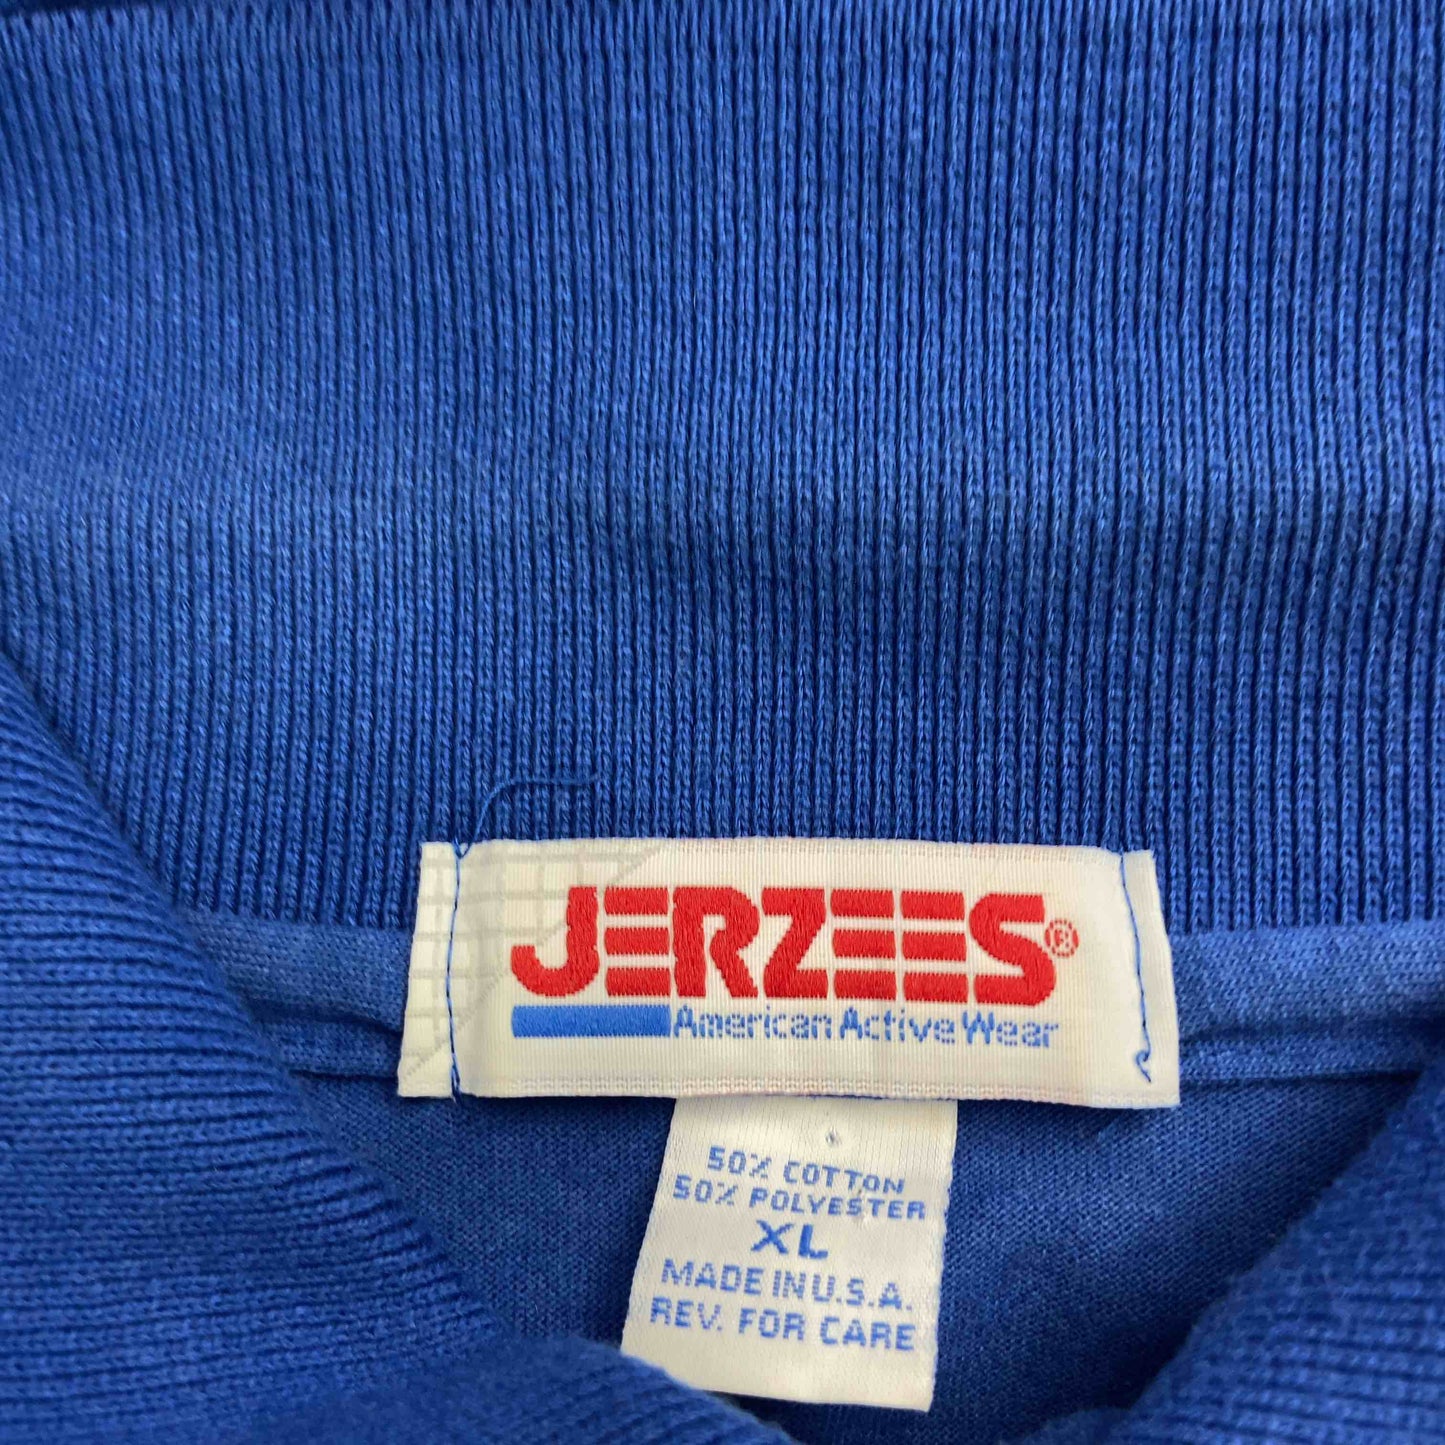 JERZEES®
American Active Wear
50% COTTON
50% POLYESTER
XL
MADE IN U.S.A.
REV. FOR CARE